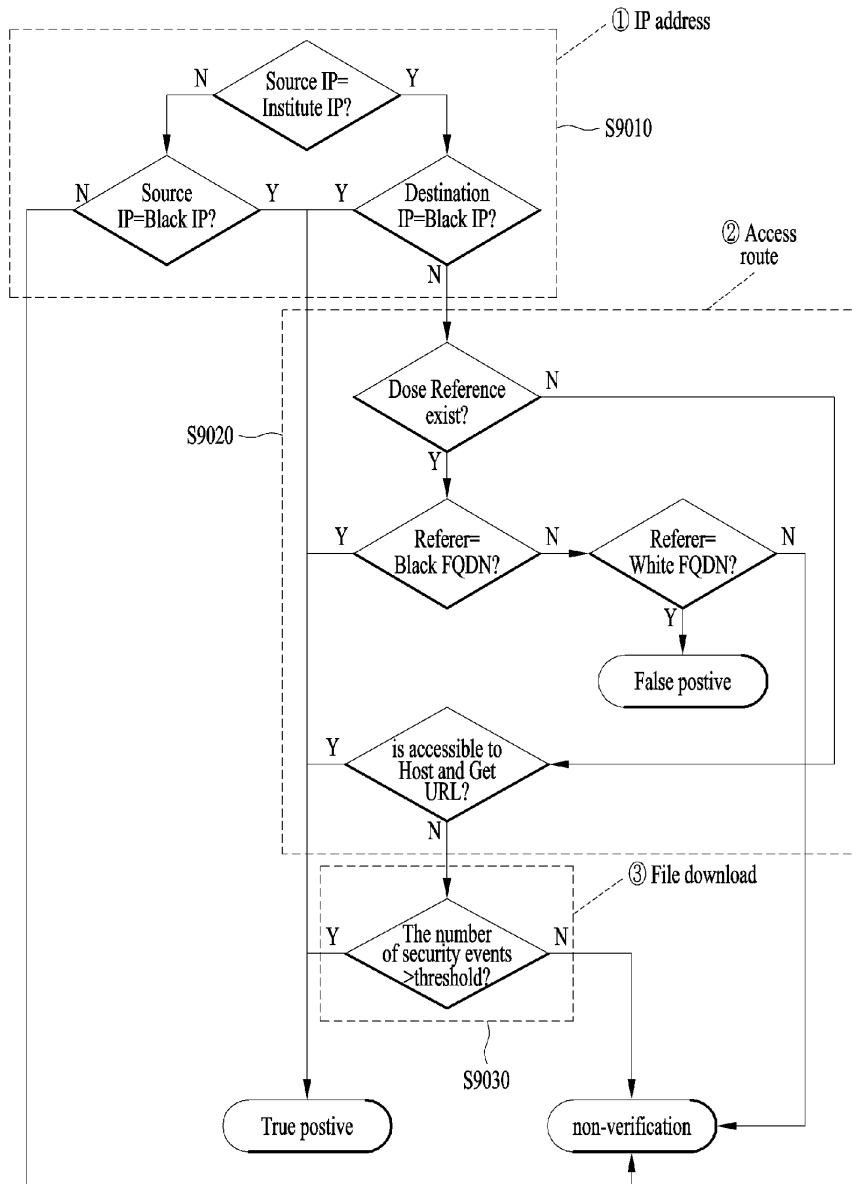 ① IP address
N
Source IP=
Institute IP?
Y
S9010
N
Source
IP=Black IP?
Y
Y
Destination
IP=Black IP?
N
② Access
route
Dose Reference
exist?
N
S9020
Y
Y
Referer=
Black FQDN?
N
Referer=
White FQDN?
N
Y
False postive
Y
is accessible to
Host and Get
URL?
N
③ File download
Y
The number
of security events
>threshold?
N
S9030
True postive
non-verification